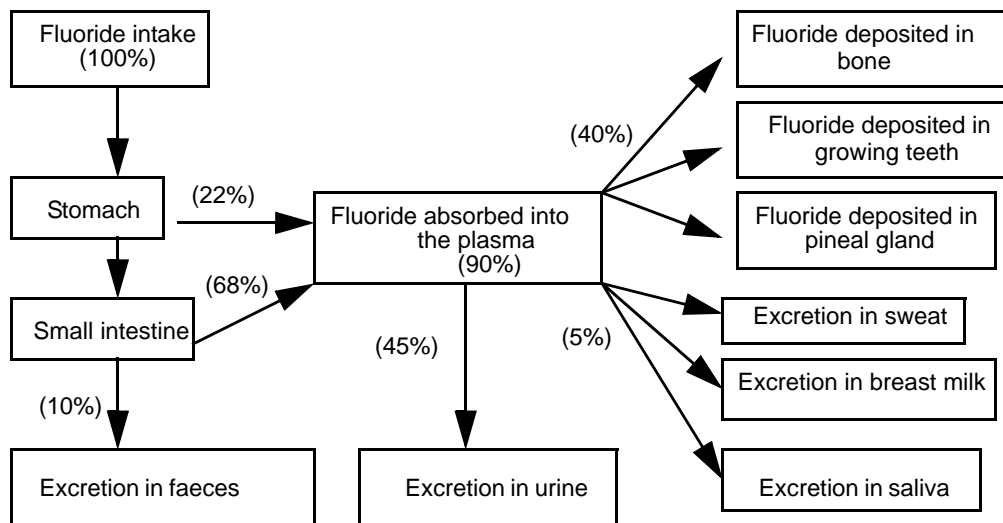 Fluoride intake
(100%)
Fluoride deposited in
bone
(40%)
Fluoride deposited in
growing teeth
Stomach
(22%)
Fluoride absorbed into
the plasma
(90%)
Fluoride deposited in
pineal gland
(68%)
Small intestine
(45%)
(5%)
Excretion in sweat
Excretion in breast milk
(10%)
Excretion in faeces
Excretion in urine
Excretion in saliva